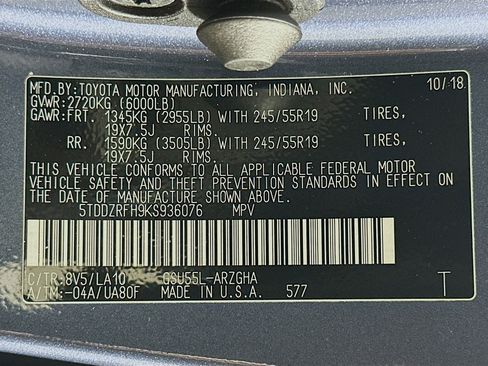 MFD.BY:TOYOTA MOTOR MANUFACTURING, INDIANA, INC. 10/18
GVWR:2720KG (6000LB)
GAWR:FRT. 1345KG (2955LB) WITH 245/55R19 TIRES,
19X7.5J RIMS.
RR. 1590KG (3505LB) WITH 245/55R19 TIRES,
19X7.5J RIMS.
THIS VEHICLE CONFORMS TO ALL APPLICABLE FEDERAL MOTOR
VEHICLE SAFETY AND THEFT PREVENTION STANDARDS IN EFFECT ON
THE DATE OF MANUFACTURE SHOWN ABOVE.
5TDDZRFH9KS936076 MPV
C/TR:8V5/LA10 GSU55L-ARZGHA
A/TM:-04A/UA80F MADE IN U.S.A. 577 T